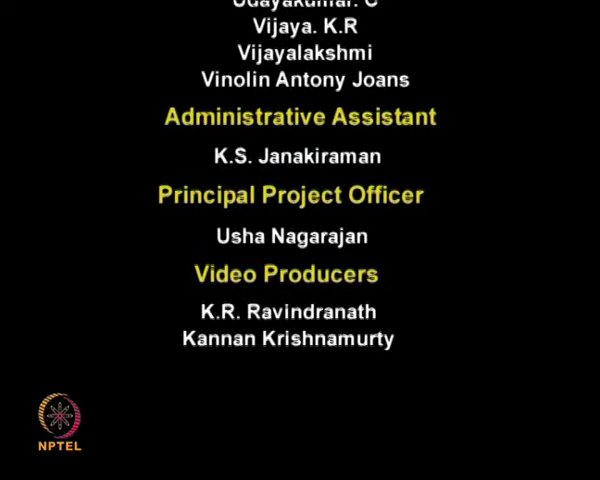 Udayakumar. C
Vijaya. K.R
Vijayalakshmi
Vinolin Antony Joans
Administrative Assistant
K.S. Janakiraman
Principal Project Officer
Usha Nagarajan
Video Producers
K.R. Ravindranath
Kannan Krishnamurty
NPTEL